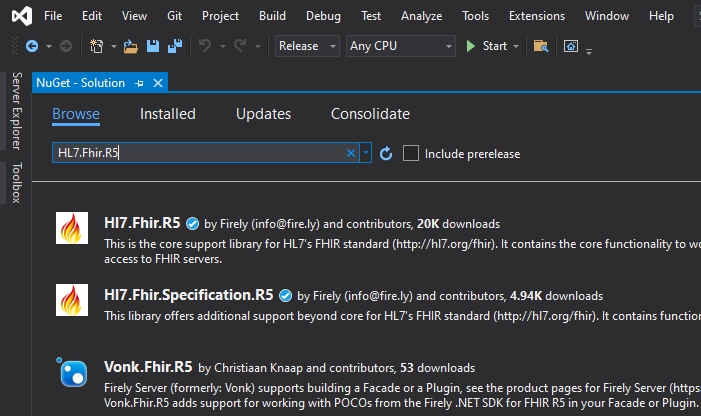 File Edit View Git Project Build Debug Test Analyze Tools Extensions Window Help
Release Any CPU Start
Server Explorer
Toolbox
NuGet - Solution
Browse Installed Updates Consolidate
HL7.Fhir.R5 Include prerelease
Hl7.Fhir.R5 by Firely (info@fire.ly) and contributors, 20K downloads
This is the core support library for HL7's FHIR standard (http://hl7.org/fhir). It contains the core functionality to wo
access to FHIR servers.
Hl7.Fhir.Specification.R5 by Firely (info@fire.ly) and contributors, 4.94K downloads
This library offers additional support beyond core for HL7's FHIR standard (http://hl7.org/fhir). It contains function
Vonk.Fhir.R5 by Christiaan Knaap and contributors, 53 downloads
Firely Server (formerly: Vonk) supports building a Facade or a Plugin, see the product pages for Firely Server (https:
Vonk.Fhir.R5 adds support for working with POCOs from the Firely .NET SDK for FHIR R5 in your Facade or Plugin.